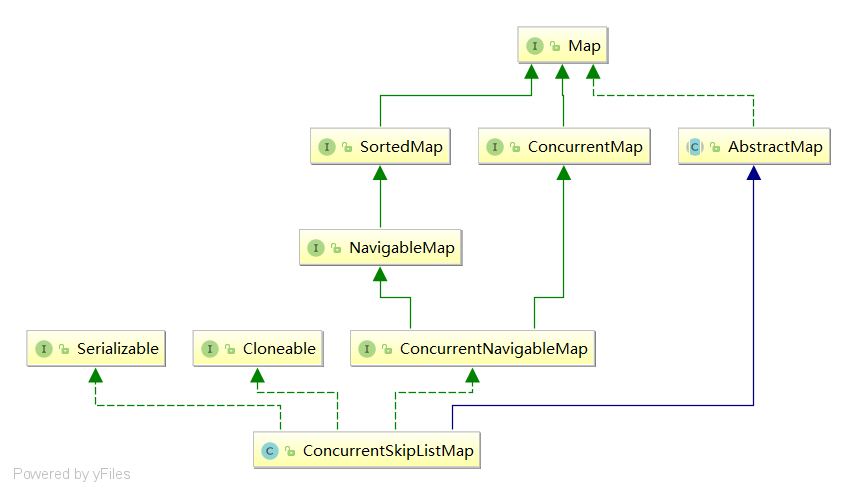 I Map
I SortedMap
I ConcurrentMap
C AbstractMap
I NavigableMap
I Serializable
I Cloneable
I ConcurrentNavigableMap
C ConcurrentSkipListMap
Powered by yFiles